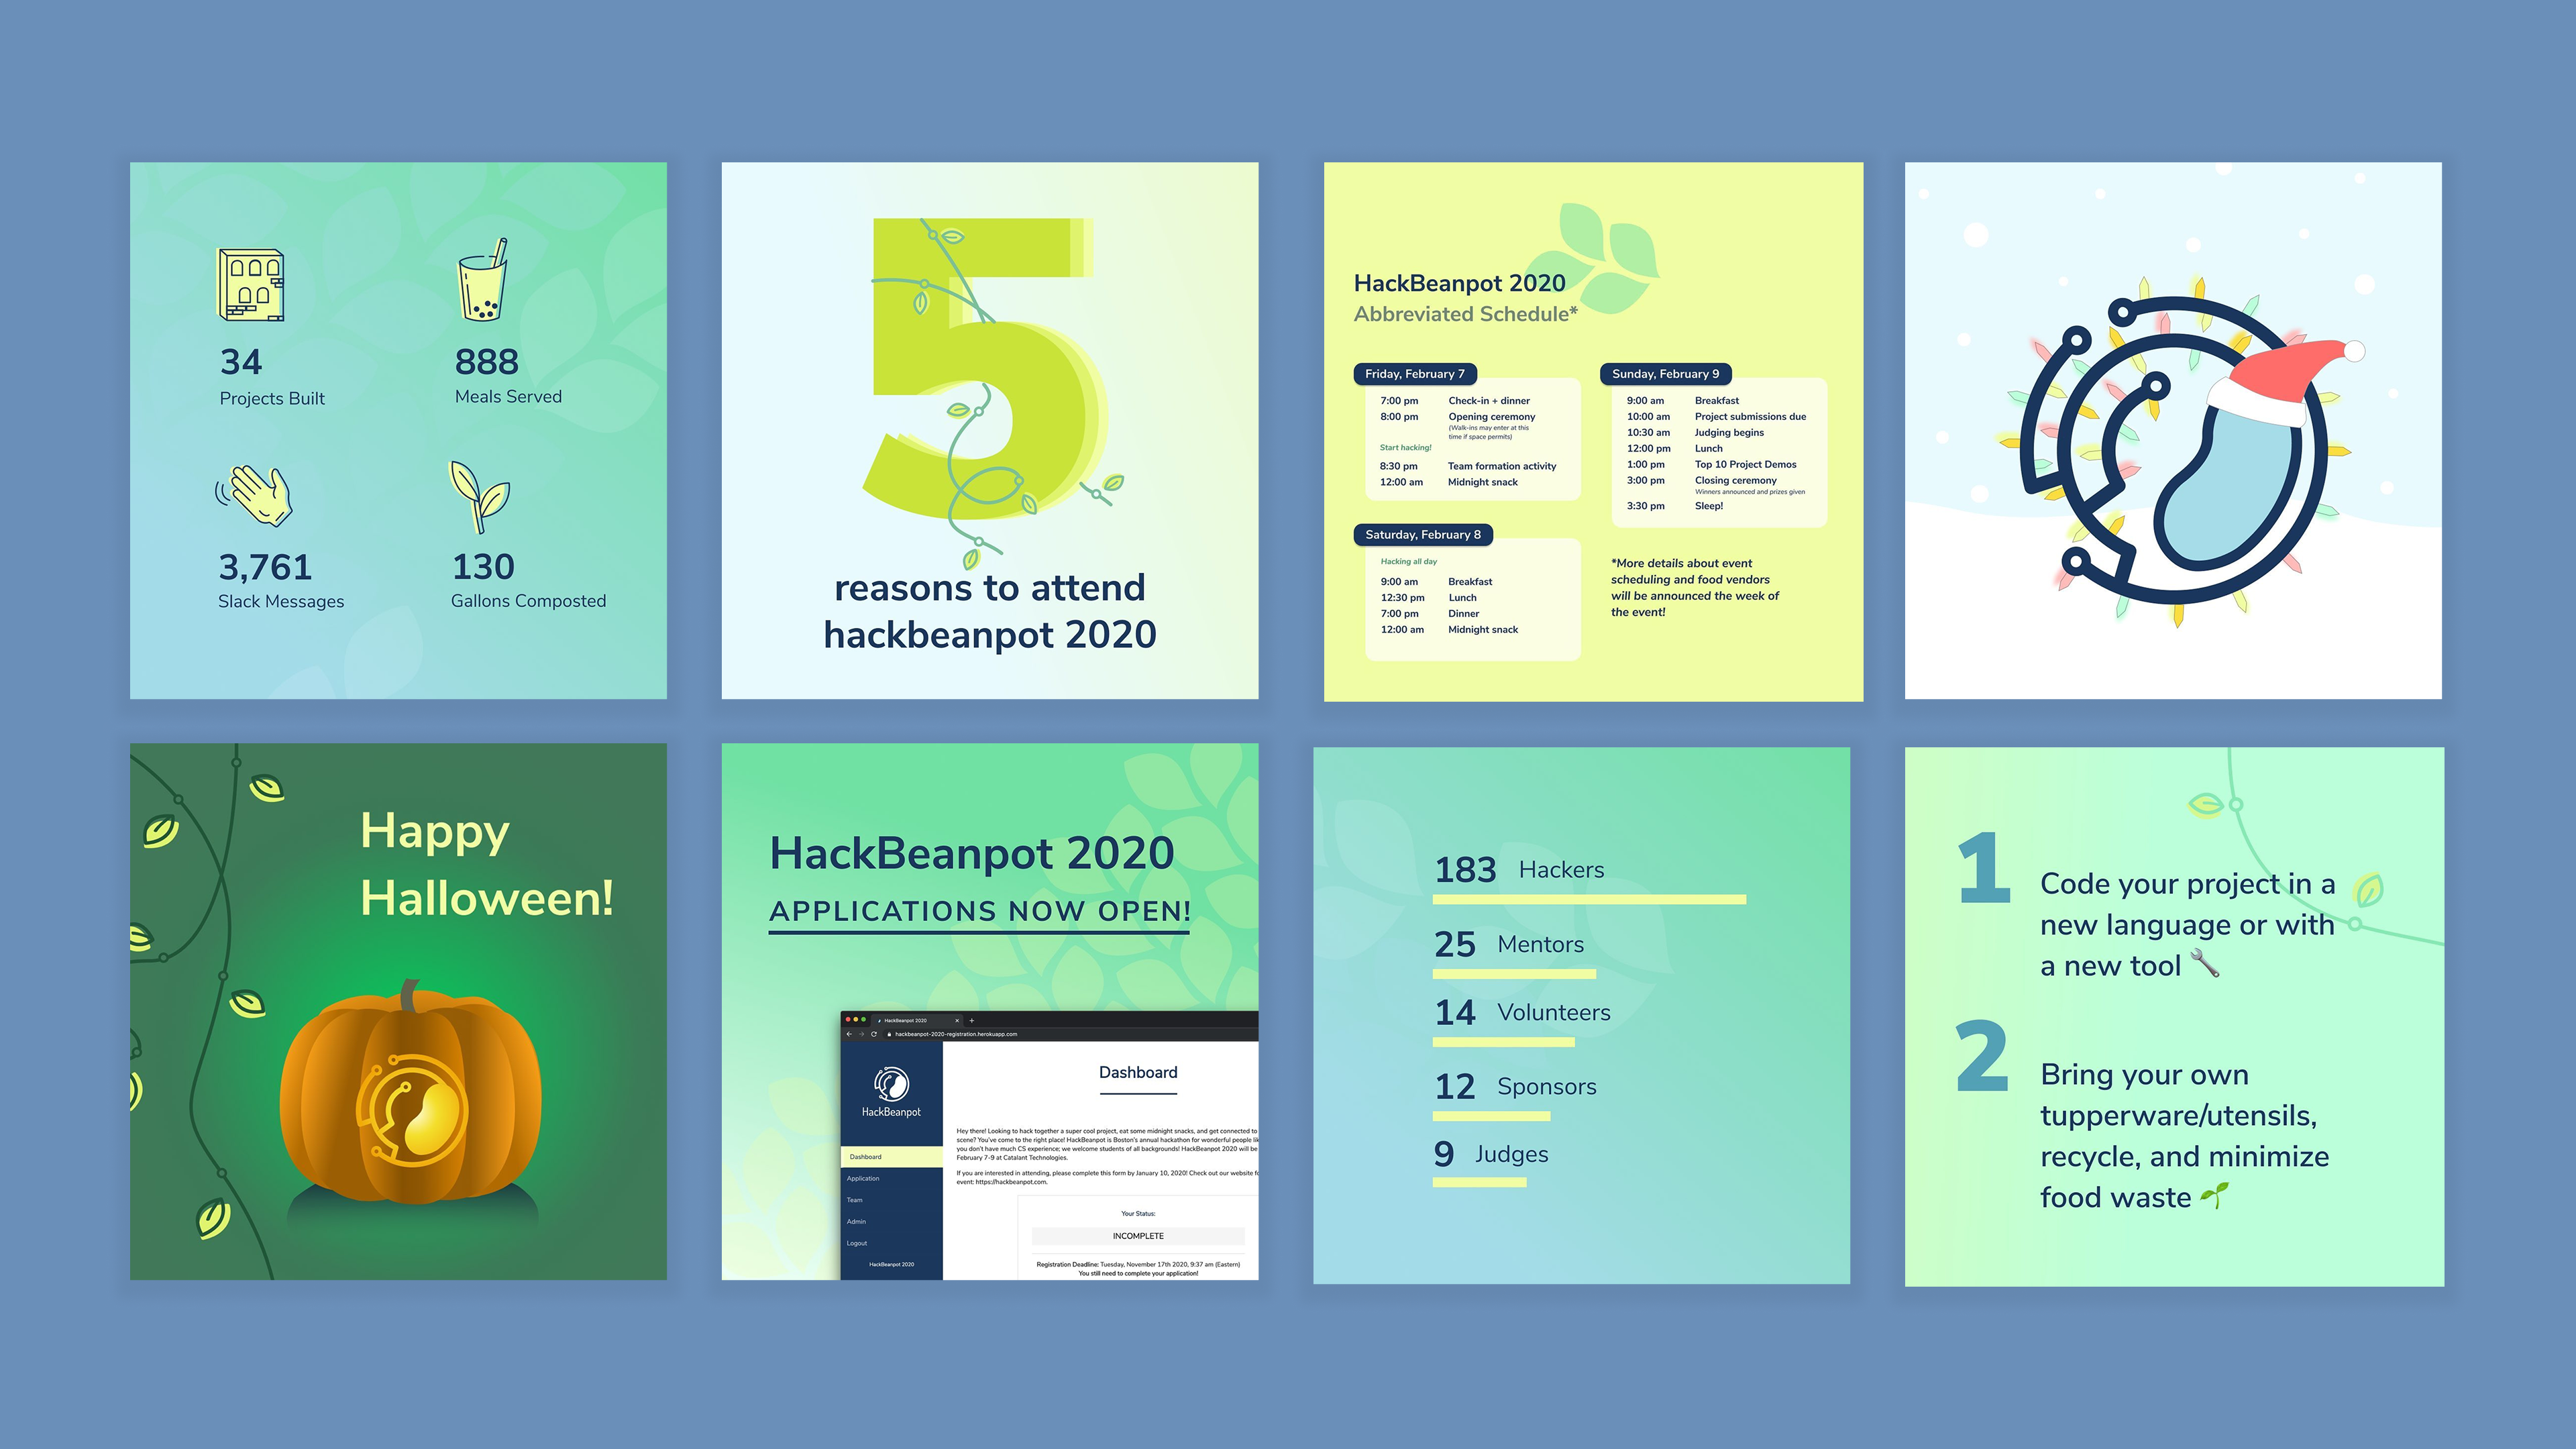 34
Projects Built
888
Meals Served
3,761
Slack Messages
130
Gallons Composted
5
reasons to attend
hackbeanpot 2020
HackBeanpot 2020
Abbreviated Schedule*
Friday, February 7
7:00 pm Check-in + dinner
8:00 pm Opening ceremony
(Walk-ins may enter at this
time if space permits)
Start hacking!
8:30 pm Team formation activity
12:00 am Midnight snack
Saturday, February 8
Hacking all day
9:00 am Breakfast
12:30 pm Lunch
7:00 pm Dinner
12:00 am Midnight snack
Sunday, February 9
9:00 am Breakfast
10:00 am Project submissions due
10:30 am Judging begins
12:00 pm Lunch
1:00 pm Top 10 Project Demos
3:00 pm Closing ceremony
Winners announced and prizes given
3:30 pm Sleep!
*More details about event
scheduling and food vendors
will be announced the week of
the event!
Happy
Halloween!
HackBeanpot 2020
APPLICATIONS NOW OPEN!
HackBeanpot 2020
hackbeanpot-2020-registration.herokuapp.com
HackBeanpot
Dashboard
Application
Team
Admin
Logout
HackBeanpot 2020
Dashboard
Hey there! Looking to hack together a super cool project, eat some midnight snacks, and get connected to
scene? You've come to the right place! HackBeanpot is Boston's annual hackathon for wonderful people
you don't have much CS experience; we welcome students of all backgrounds! HackBeanpot 2020 will be
February 7-9 at Catalant Technologies.
If you are interested in attending, please complete this form by January 10, 2020! Check out our website
event: https://hackbeanpot.com.
Your Status:
INCOMPLETE
Registration Deadline: Tuesday, November 17th 2020, 9:37 am (Eastern)
You still need to complete your application!
183 Hackers
25 Mentors
14 Volunteers
12 Sponsors
9 Judges
1
Code your project in a
new language or with
a new tool 🔧
2
Bring your own
tupperware/utensils,
recycle, and minimize
food waste 🌱